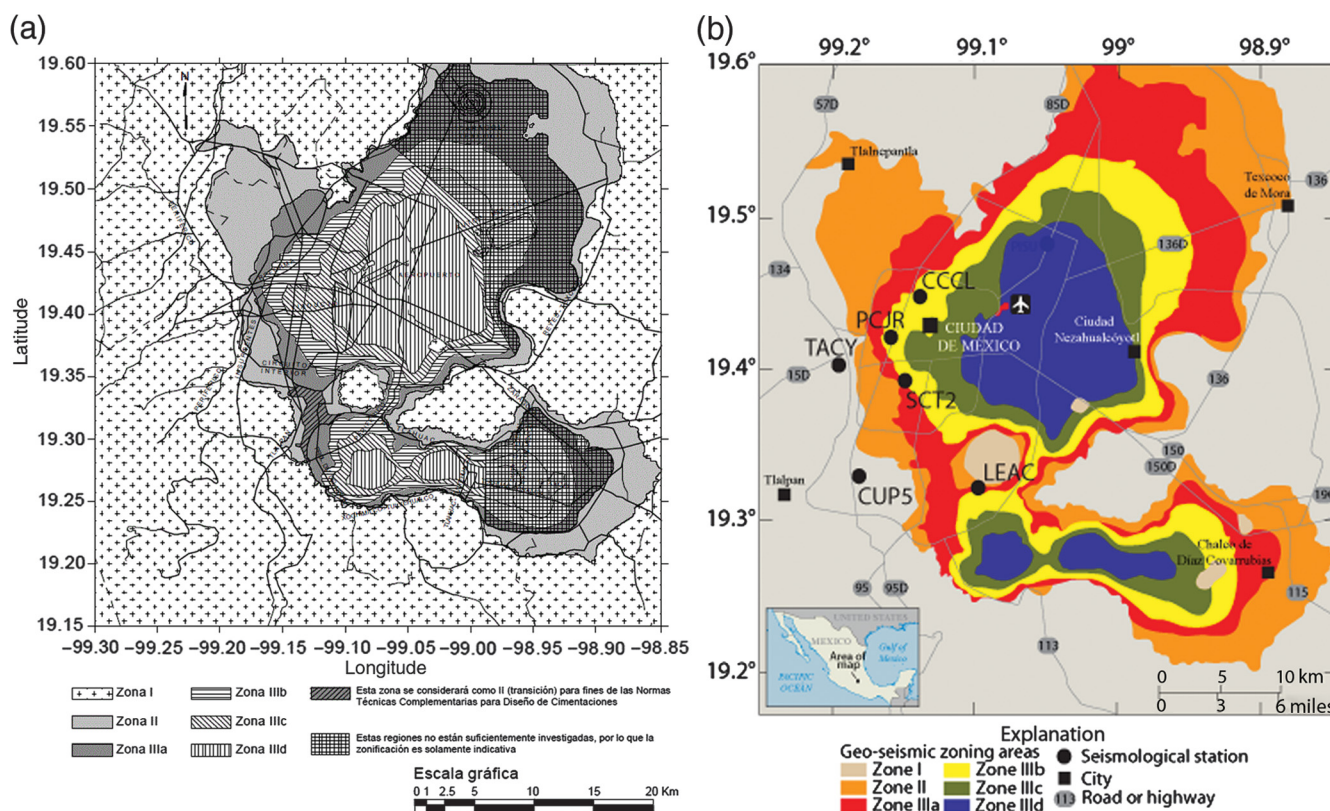 (a)
19.60
19.55
19.50
19.45
19.40
19.35
19.30
19.25
19.20
19.15
Latitude
N
AEROPUERTO
CIRCUITO
INTERIOR
−99.30 −99.25 −99.20 −99.15 −99.10 −99.05 −99.00 −98.95 −98.90 −98.85
Longitude
Zona I
Zona II
Zona IIIa
Zona IIIb
Zona IIIc
Zona IIId
Esta zona se considerará como II (transición) para fines de las Normas
Técnicas Complementarias para Diseño de Cimentaciones
Estas regiones no están suficientemente investigadas, por lo que la
zonificación es solamente indicativa
Escala gráfica
0 1 2.5 5 10 15 20 Km
(b)
99.2° 99.1° 99° 98.9°
19.6°
19.5°
19.4°
19.3°
19.2°
57D
85D
Tlalnepantla
136
Texcoco
de Mora
136D
134
CCCL
PCJR
CIUDAD
DE MÉXICO
Ciudad
Nezahualcóyotl
TACY
15D
136
SCT2
150
150D
LEAC
Tlalpan
CUP5
190
Chalco de
Díaz Covarrubias
95
95D
115
113
UNITED STATES
MEXICO
Gulf of
Mexico
Area of
map
PACIFIC
OCEAN
0 5 10 km
0 3 6 miles
Explanation
Geo-seismic zoning areas
Zone I
Zone II
Zone IIIa
Zone IIIb
Zone IIIc
Zone IIId
Seismological station
City
113 Road or highway